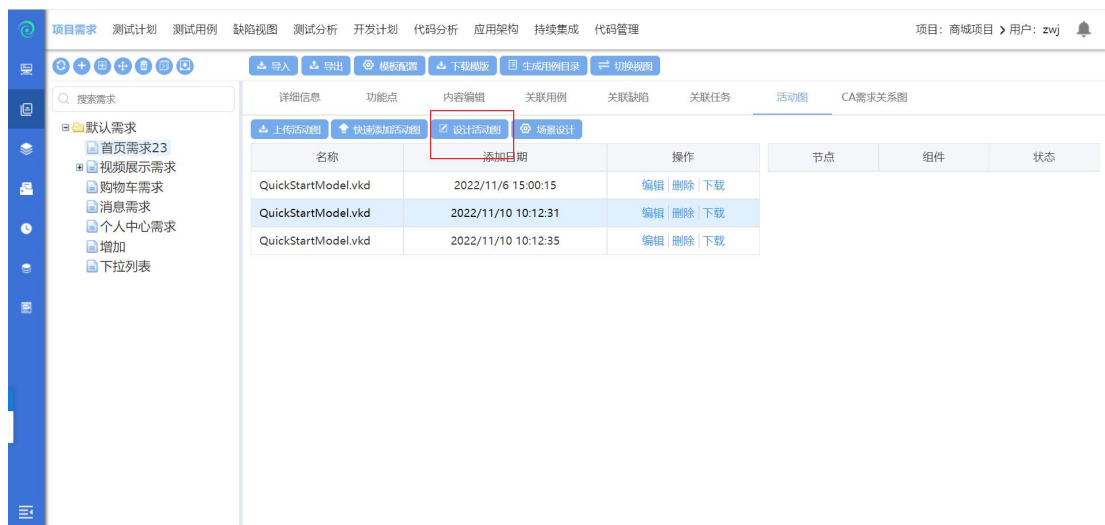 项目需求 测试计划 测试用例 缺陷视图 测试分析 开发计划 代码分析 应用架构 持续集成 代码管理 项目：商城项目 > 用户：zwj
导入 导出 模板配置 下载模版 生成用例目录 切换视图
搜索需求
默认需求
首页需求23
视频展示需求
购物车需求
消息需求
个人中心需求
增加
下拉列表
详细信息 功能点 内容编辑 关联用例 关联缺陷 关联任务 活动图 CA需求关系图
上传活动图 快速添加活动图 设计活动图 场景设计
名称 添加日期 操作 节点 组件 状态
QuickStartModel.vkd 2022/11/6 15:00:15 编辑 删除 下载
QuickStartModel.vkd 2022/11/10 10:12:31 编辑 删除 下载
QuickStartModel.vkd 2022/11/10 10:12:35 编辑 删除 下载